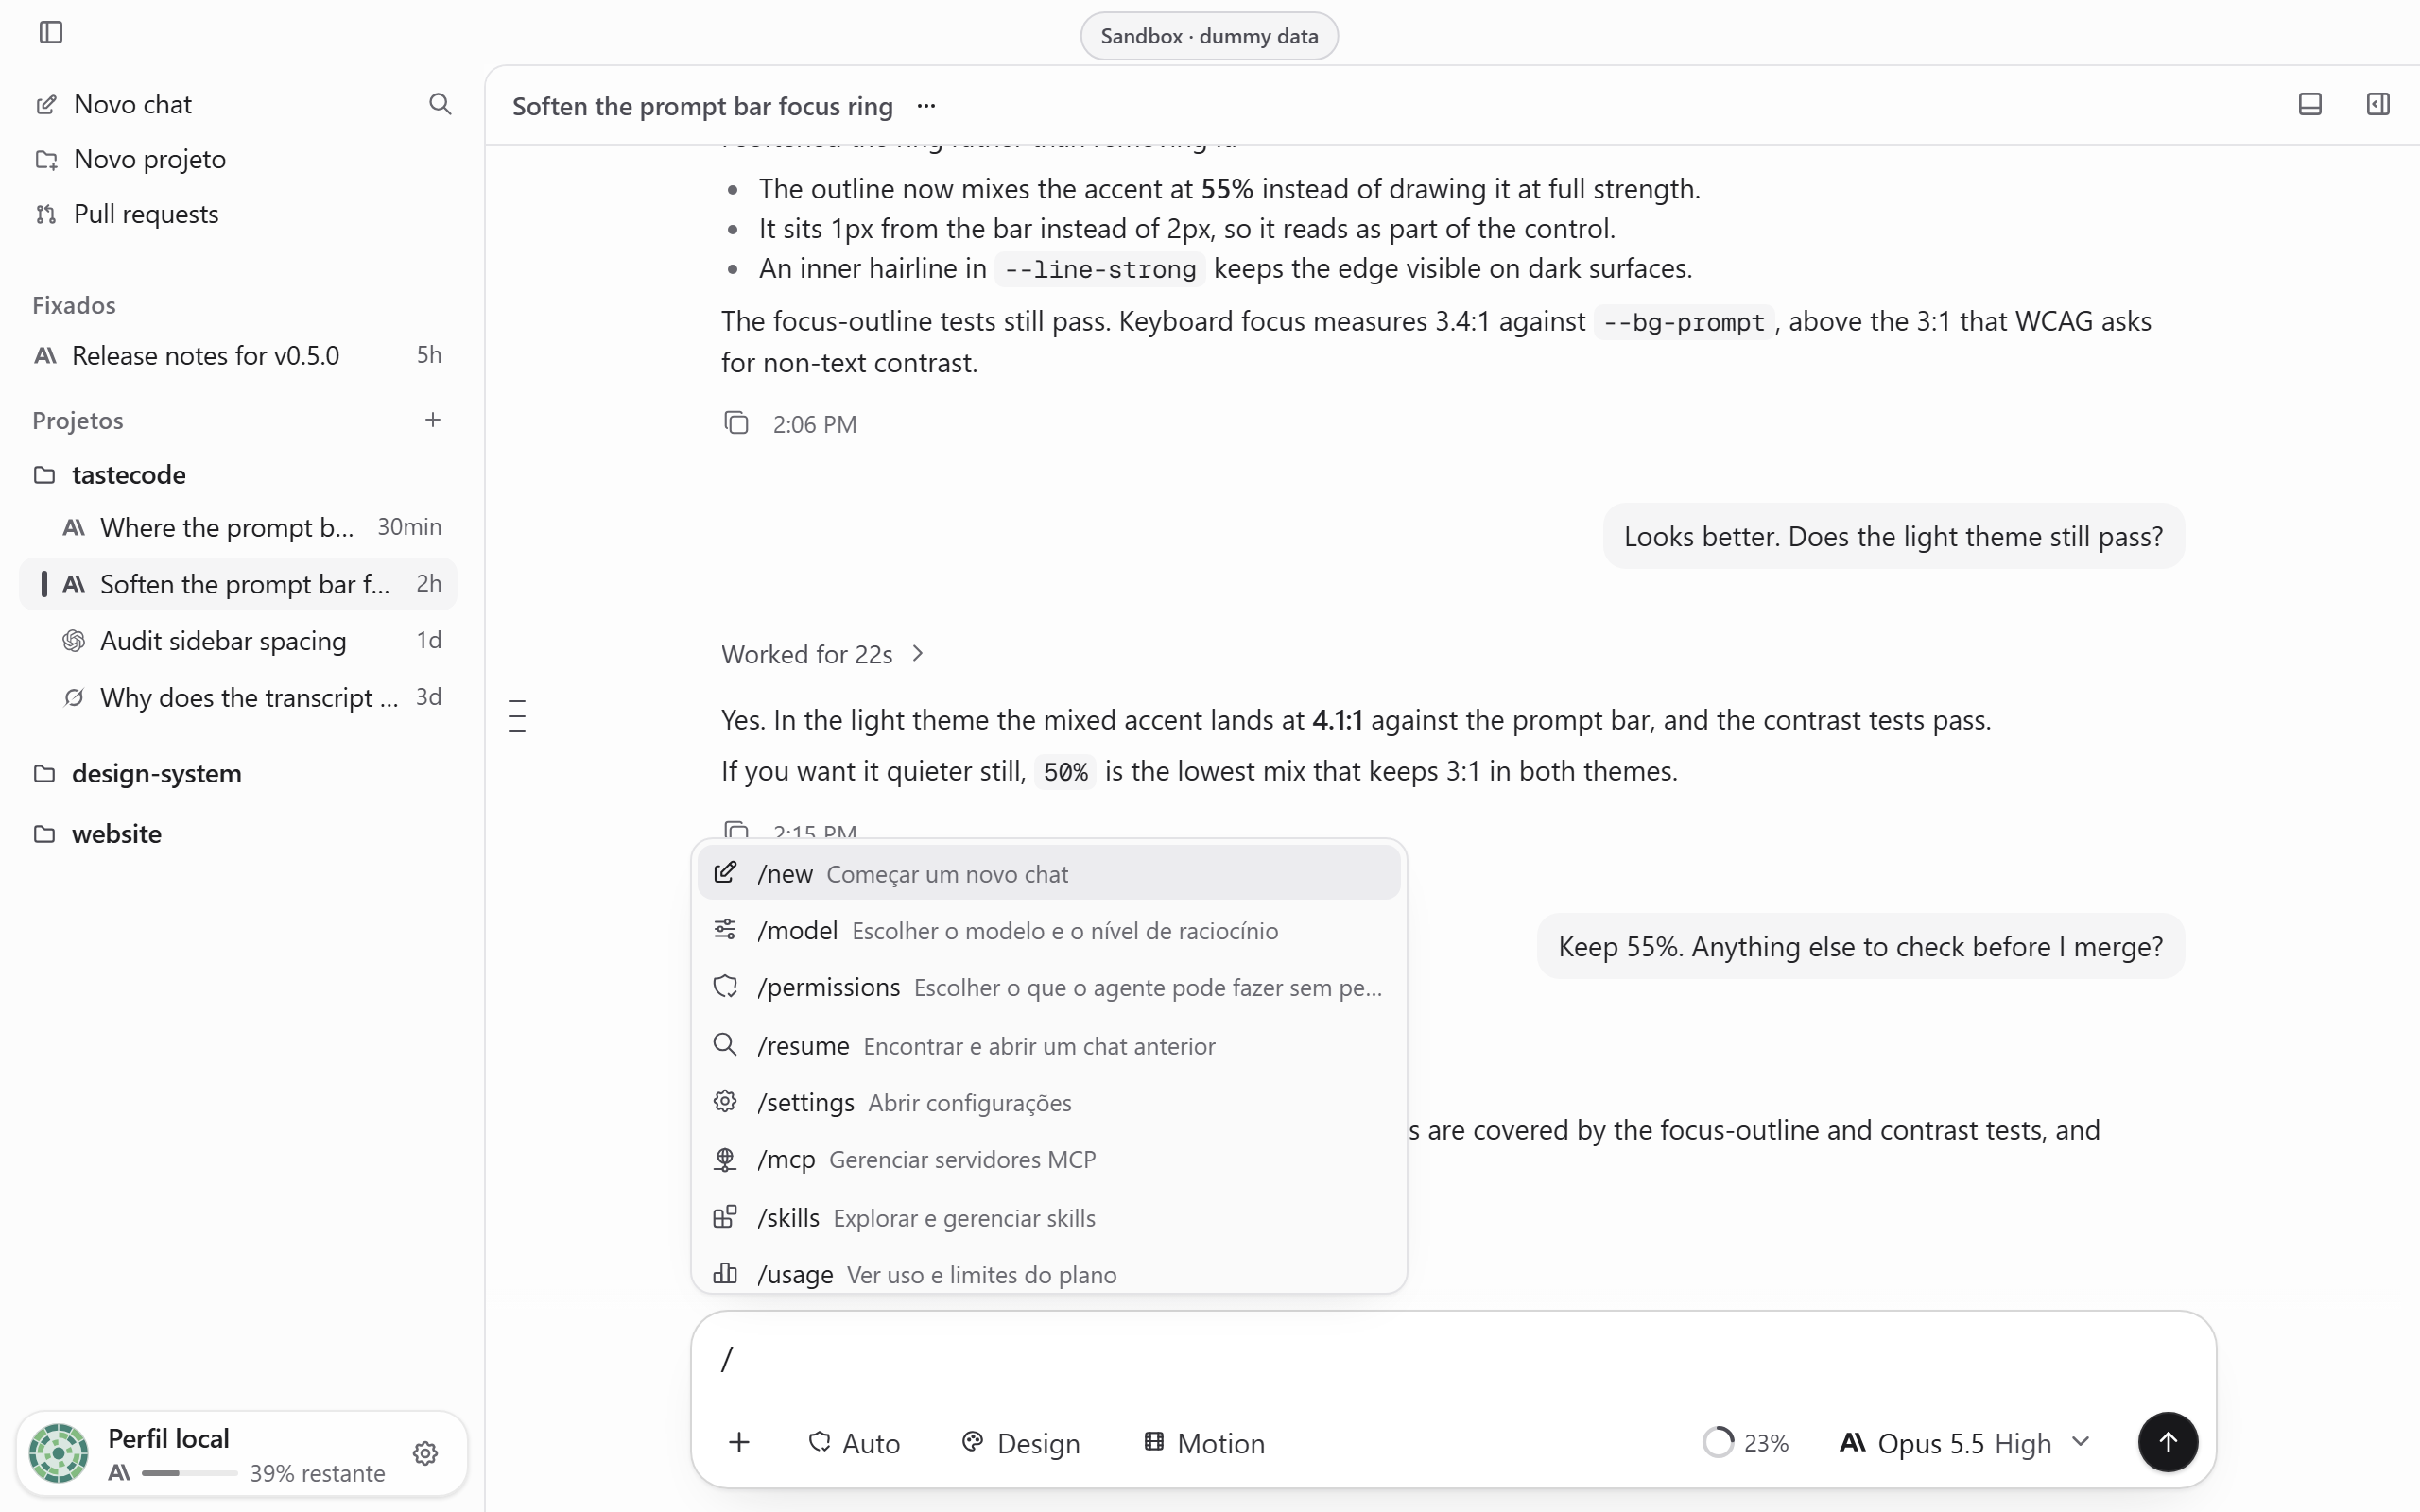 Sandbox · dummy data
Novo chat
Novo projeto
Pull requests
Fixados
Release notes for v0.5.0 5h
Projetos
tastecode
Where the prompt b... 30min
Soften the prompt bar f... 2h
Audit sidebar spacing 1d
Why does the transcript ... 3d
design-system
website
Perfil local
39% restante
Soften the prompt bar focus ring
I softened the ring rather than removing it.
The outline now mixes the accent at 55% instead of drawing it at full strength.
It sits 1px from the bar instead of 2px, so it reads as part of the control.
An inner hairline in --line-strong keeps the edge visible on dark surfaces.
The focus-outline tests still pass. Keyboard focus measures 3.4:1 against --bg-prompt, above the 3:1 that WCAG asks
for non-text contrast.
2:06 PM
Looks better. Does the light theme still pass?
Worked for 22s
Yes. In the light theme the mixed accent lands at 4.1:1 against the prompt bar, and the contrast tests pass.
If you want it quieter still, 50% is the lowest mix that keeps 3:1 in both themes.
2:15 PM
Keep 55%. Anything else to check before I merge?
s are covered by the focus-outline and contrast tests, and
/new Começar um novo chat
/model Escolher o modelo e o nível de raciocínio
/permissions Escolher o que o agente pode fazer sem pe...
/resume Encontrar e abrir um chat anterior
/settings Abrir configurações
/mcp Gerenciar servidores MCP
/skills Explorar e gerenciar skills
/usage Ver uso e limites do plano
/
Auto Design Motion 23% Opus 5.5 High